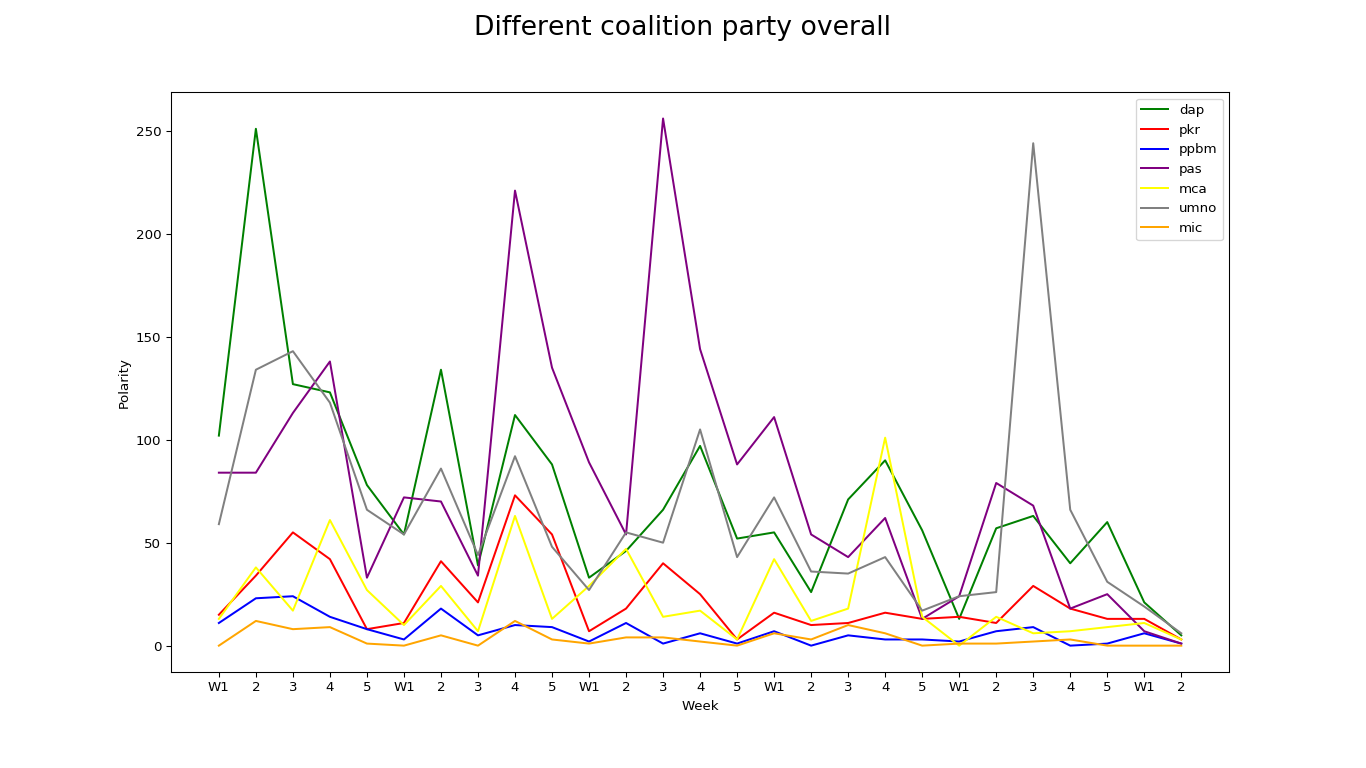 Different coalition party overall
dap
pkr
ppbm
pas
mca
umno
mic
250
200
150
100
50
0
Polarity
W1 2 3 4 5 W1 2 3 4 5 W1 2 3 4 5 W1 2 3 4 5 W1 2 3 4 5 W1 2
Week